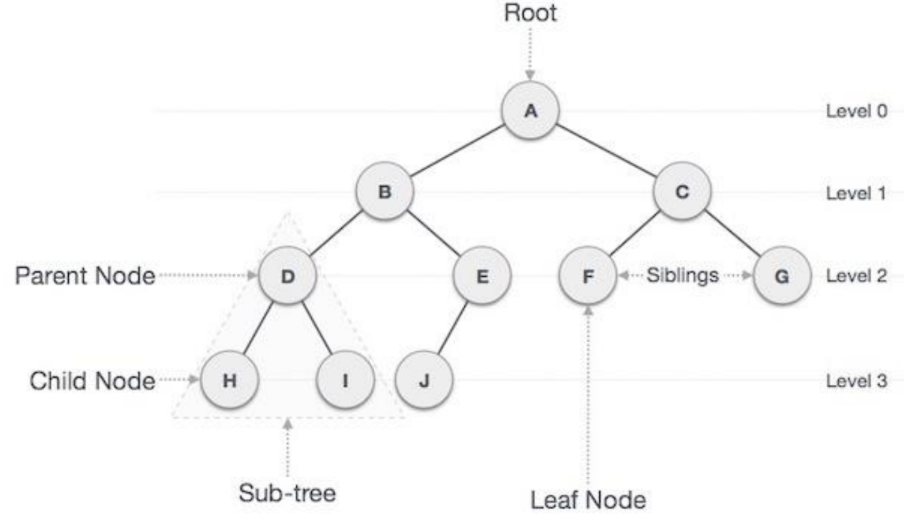 Root
A
Level 0
B
C
Level 1
Parent Node
D
E
F
Siblings
G
Level 2
Child Node
H
I
J
Level 3
Sub-tree
Leaf Node